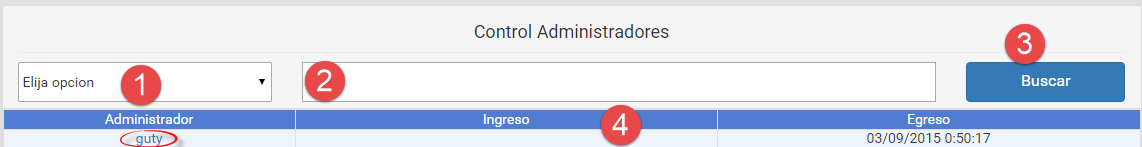 Control Administradores
3
Elija opcion 1 2 Buscar
Administrador Ingreso 4 Egreso
guty 03/09/2015 0:50:17